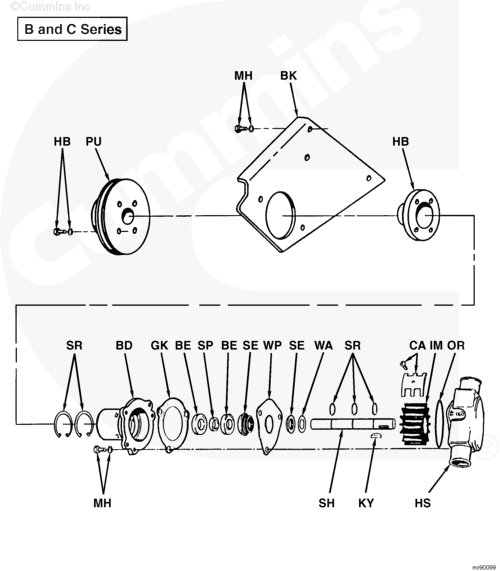 ©Cummins Inc
B and C Series
MH BK
HB PU HB
SR BD GK BE SP BE SE WP SE WA SR CA IM OR
MH SH KY HS
mr90099
Cummins
®